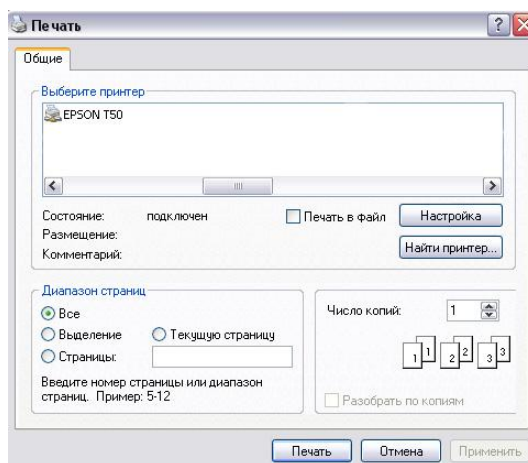 Печать
Общие
Выберите принтер
EPSON T50
Состояние: подключен
Печать в файл
Настройка
Размещение:
Комментарий:
Найти принтер...
Диапазон страниц
Все
Выделение
Текущую страницу
Страницы:
Введите номер страницы или диапазон
страниц. Пример: 5-12
Число копий: 1
1 1 2 2 3 3
Разобрать по копиям
Печать
Отмена
Применить